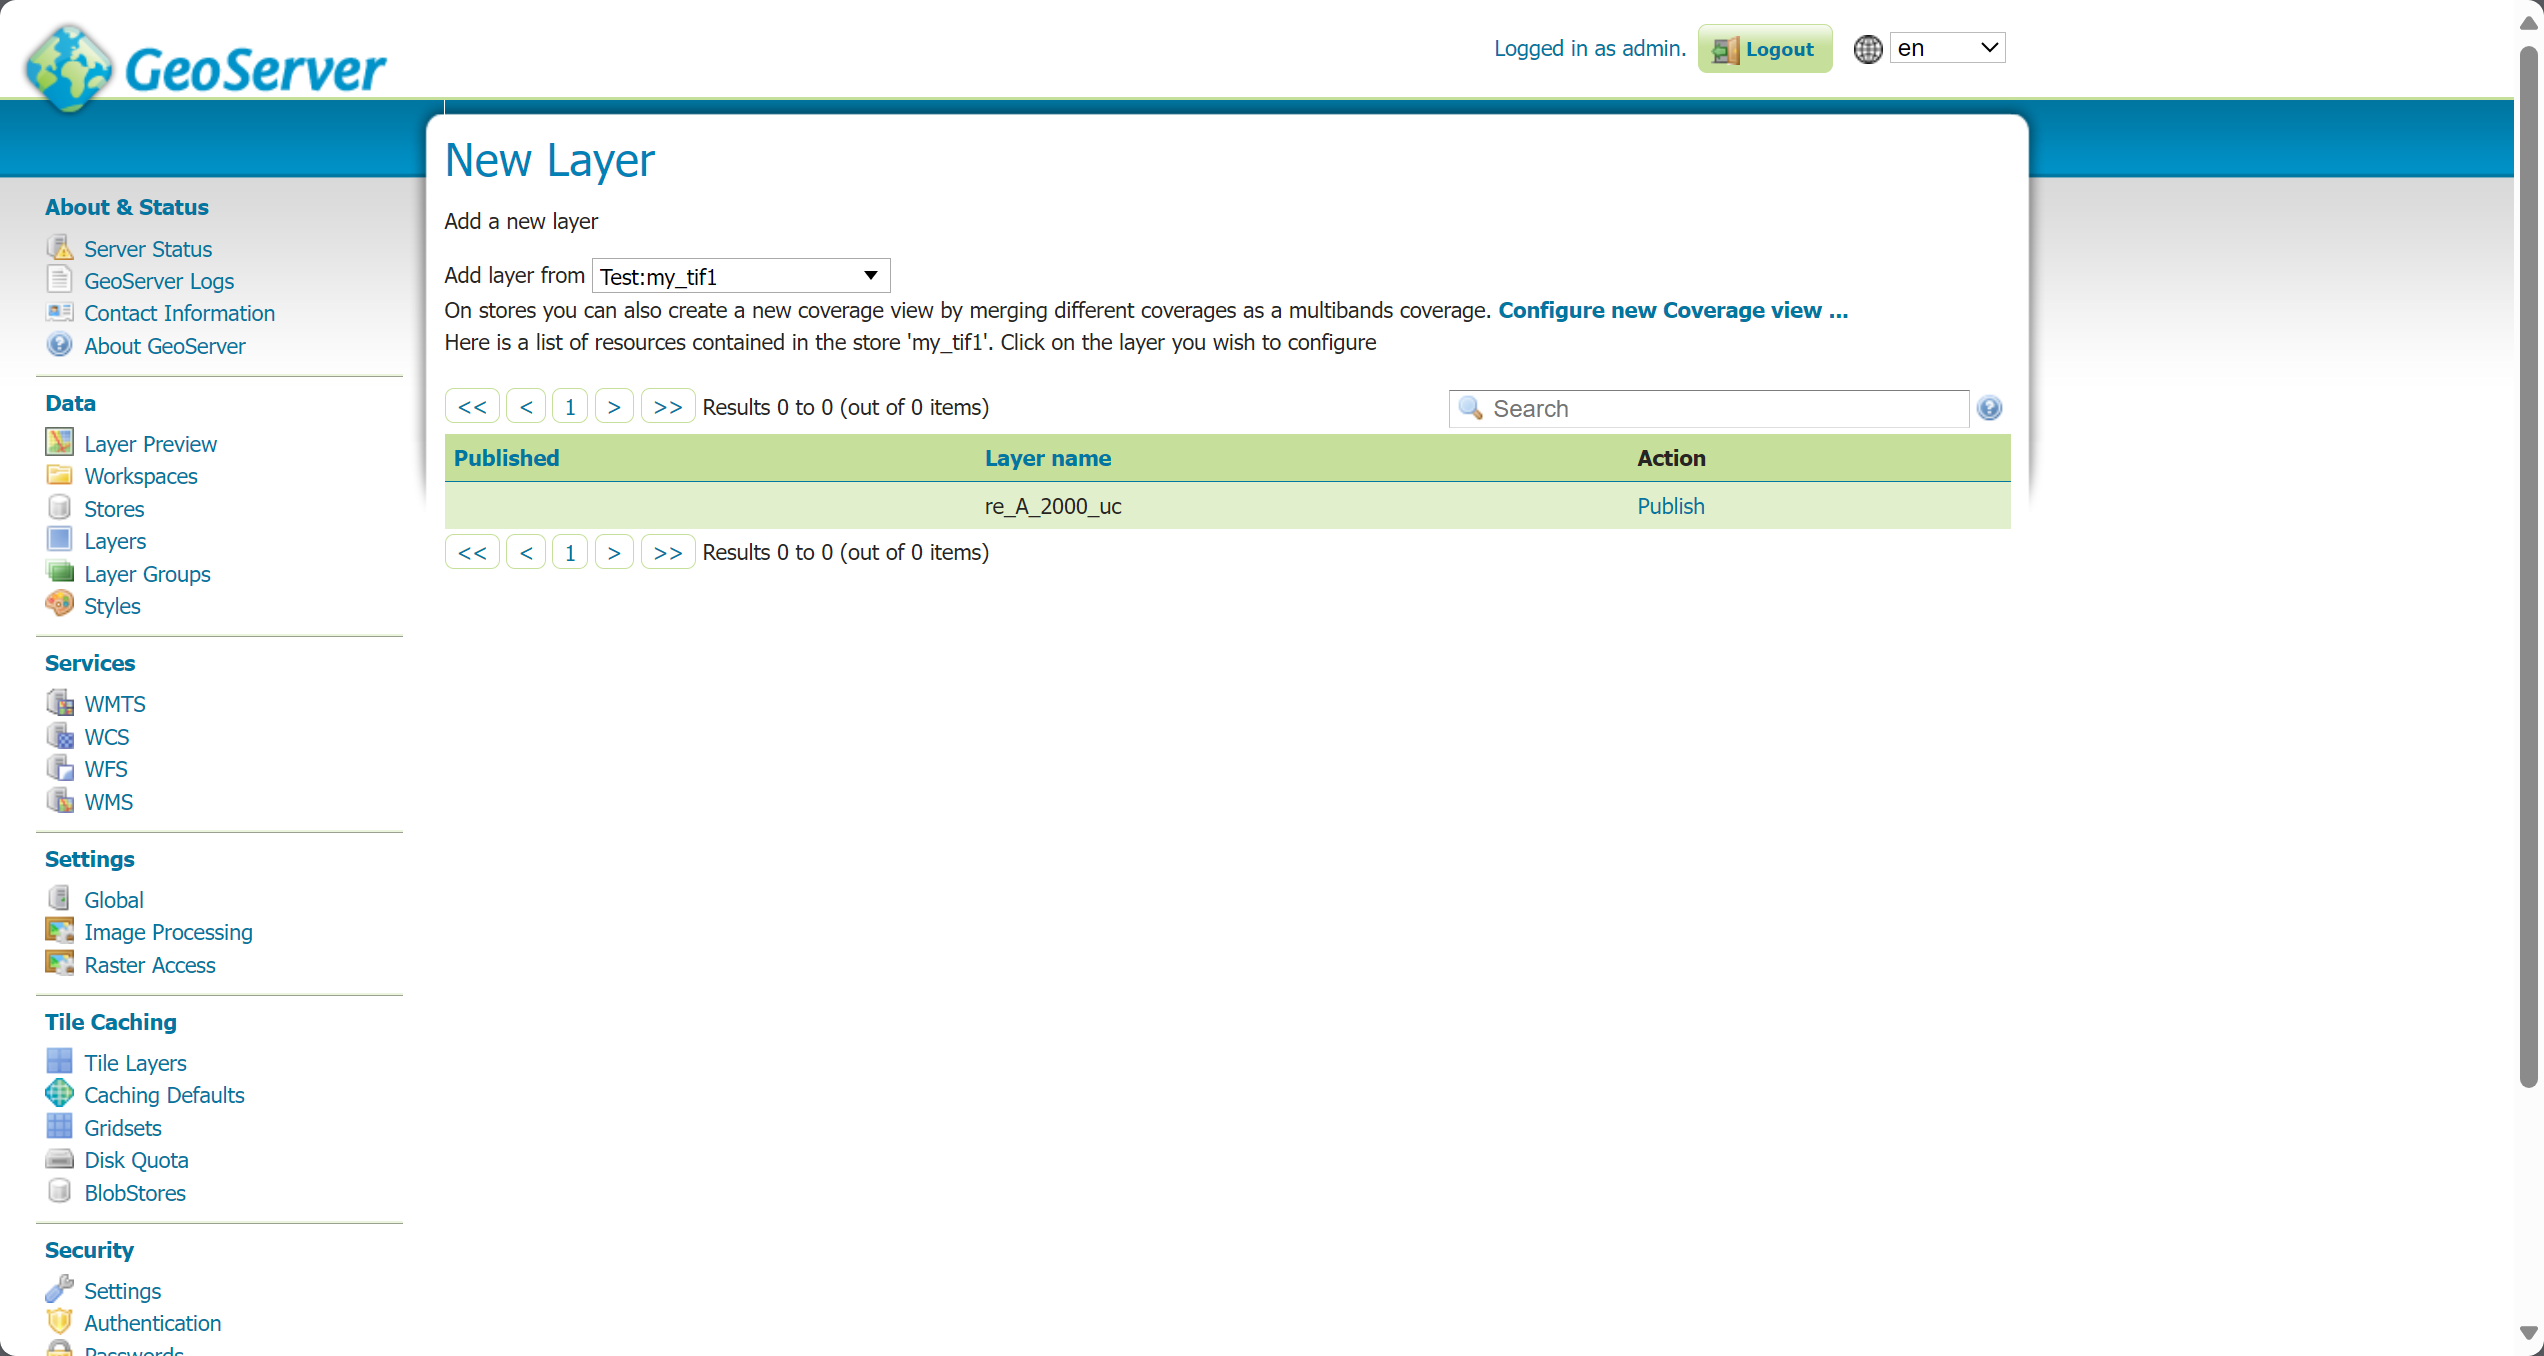 GeoServer
Logged in as admin.
Logout
en
New Layer
Add a new layer
Add layer from Test:my_tif1
On stores you can also create a new coverage view by merging different coverages as a multibands coverage. Configure new Coverage view ...
Here is a list of resources contained in the store 'my_tif1'. Click on the layer you wish to configure
<< < 1 > >> Results 0 to 0 (out of 0 items)
Search
Published Layer name Action
re_A_2000_uc Publish
<< < 1 > >> Results 0 to 0 (out of 0 items)
About & Status
Server Status
GeoServer Logs
Contact Information
About GeoServer
Data
Layer Preview
Workspaces
Stores
Layers
Layer Groups
Styles
Services
WMTS
WCS
WFS
WMS
Settings
Global
Image Processing
Raster Access
Tile Caching
Tile Layers
Caching Defaults
Gridsets
Disk Quota
BlobStores
Security
Settings
Authentication
Passwords